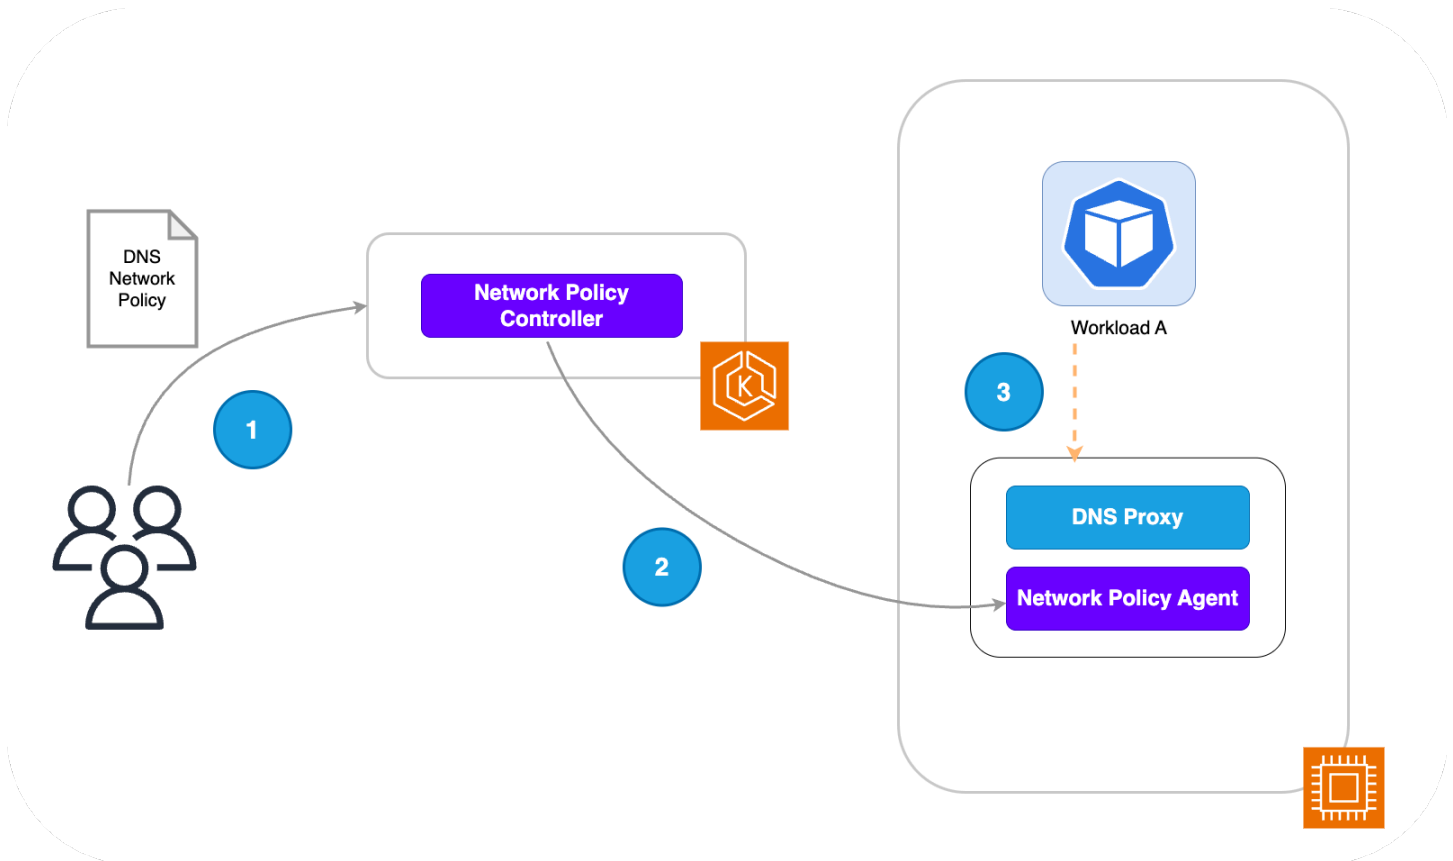 DNS
Network
Policy
Network Policy
Controller
K
1
2
Workload A
3
DNS Proxy
Network Policy Agent